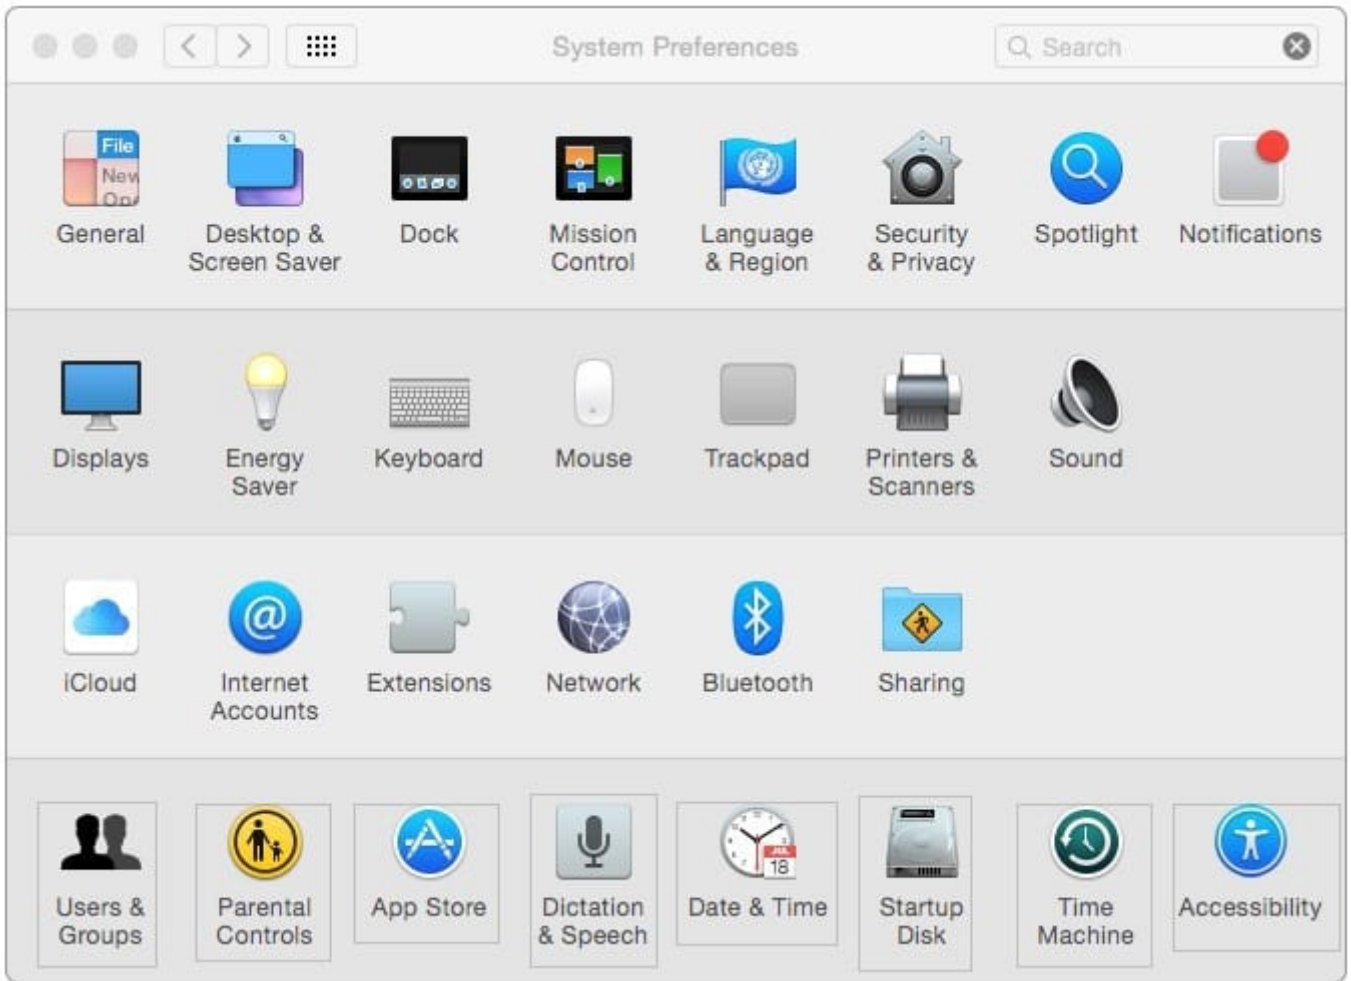 System Preferences
Search
File
New
General
Desktop &
Screen Saver
Dock
Mission
Control
Language
& Region
Security
& Privacy
Spotlight
Notifications
Displays
Energy
Saver
Keyboard
Mouse
Trackpad
Printers &
Scanners
Sound
iCloud
@
Internet
Accounts
Extensions
Network
Bluetooth
Sharing
JUL
18
Users &
Groups
Parental
Controls
App Store
Dictation
& Speech
Date & Time
Startup
Disk
Time
Machine
Accessibility